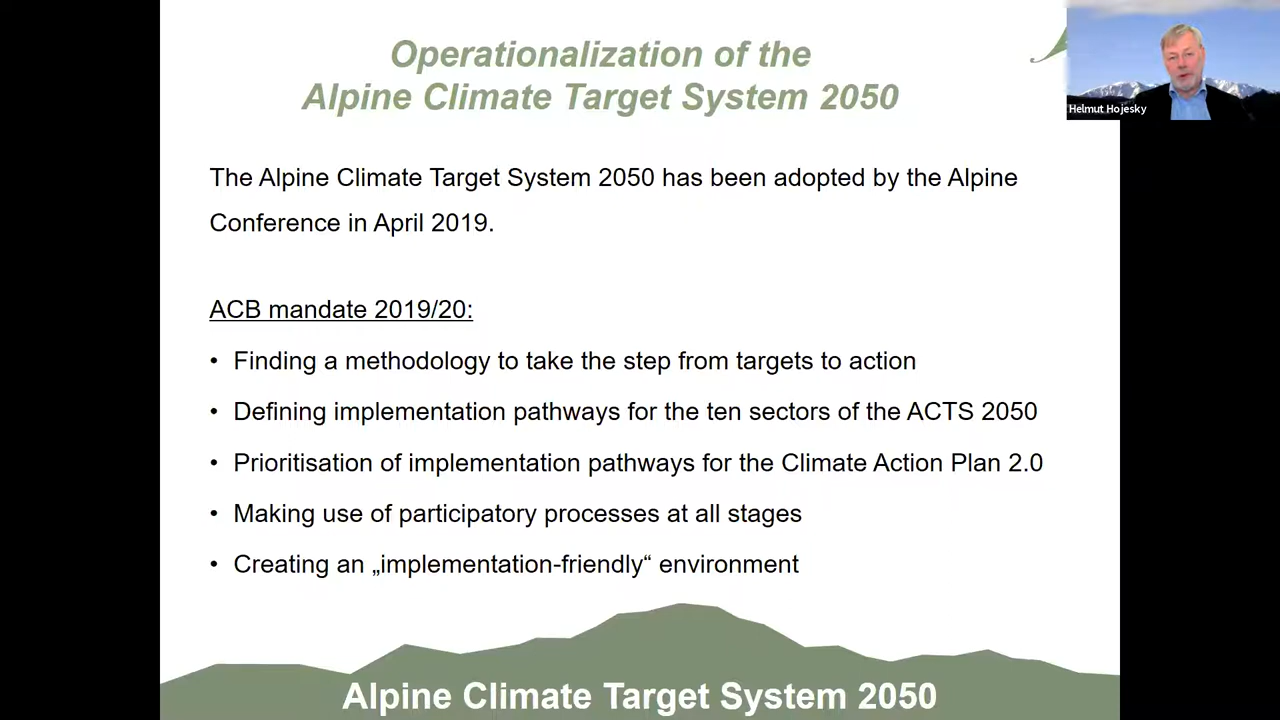 Operationalization of the
Alpine Climate Target System 2050
Helmut Hojesky
The Alpine Climate Target System 2050 has been adopted by the Alpine
Conference in April 2019.
ACB mandate 2019/20:
• Finding a methodology to take the step from targets to action
• Defining implementation pathways for the ten sectors of the ACTS 2050
• Prioritisation of implementation pathways for the Climate Action Plan 2.0
• Making use of participatory processes at all stages
• Creating an „implementation-friendly“ environment
Alpine Climate Target System 2050